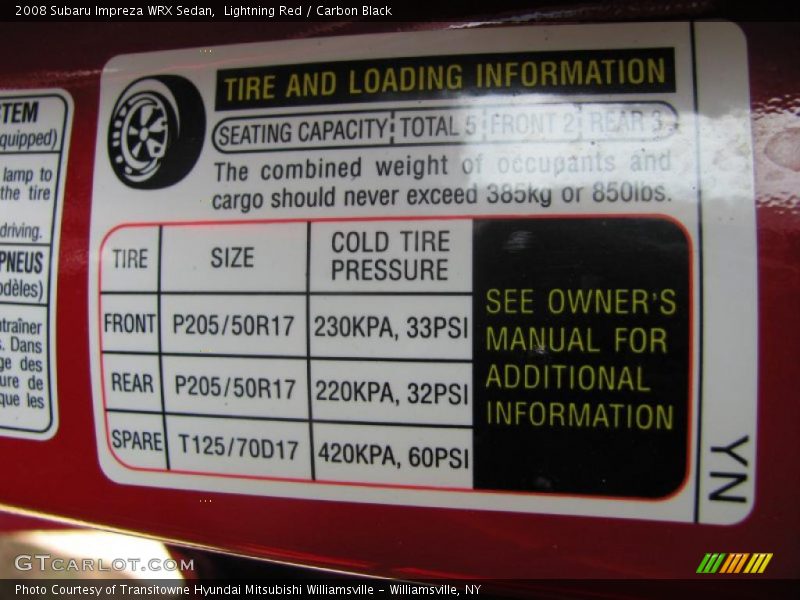 2008 Subaru Impreza WRX Sedan, Lightning Red / Carbon Black
TEM
quipped)
lamp to
the tire
driving.
PNEUS
odèles)
ntraîner
s. Dans
ge des
ure de
que les
TIRE AND LOADING INFORMATION
SEATING CAPACITY TOTAL 5 FRONT 2 REAR 3
The combined weight of occupants and
cargo should never exceed 385kg or 850lbs.
TIRE SIZE COLD TIRE
PRESSURE
FRONT P205/50R17 230KPA, 33PSI
REAR P205/50R17 220KPA, 32PSI
SPARE T125/70D17 420KPA, 60PSI
SEE OWNER'S
MANUAL FOR
ADDITIONAL
INFORMATION
YN
GTCARLOT.COM
Photo Courtesy of Transitowne Hyundai Mitsubishi Williamsville – Williamsville, NY